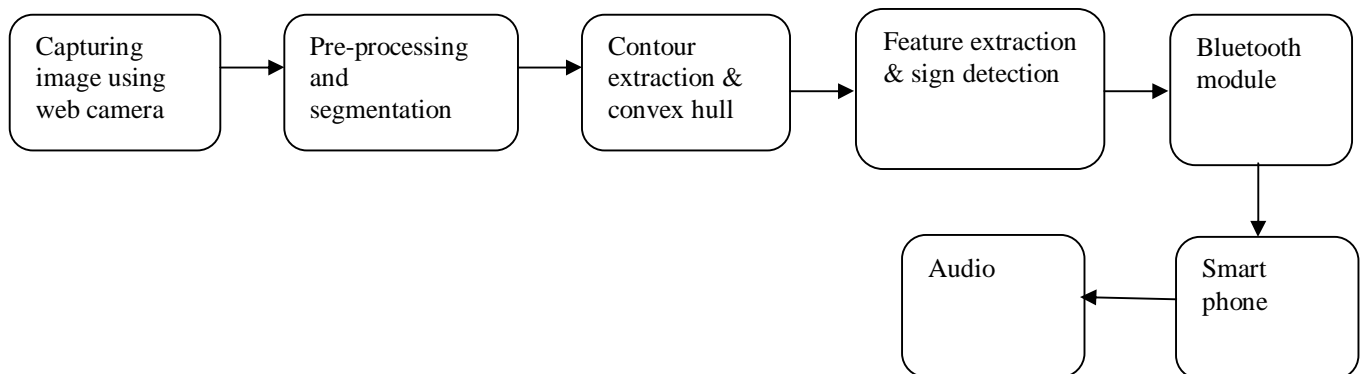 Capturing
image using
web camera
Pre-processing
and
segmentation
Contour
extraction &
convex hull
Feature extraction
& sign detection
Bluetooth
module
Smart
phone
Audio